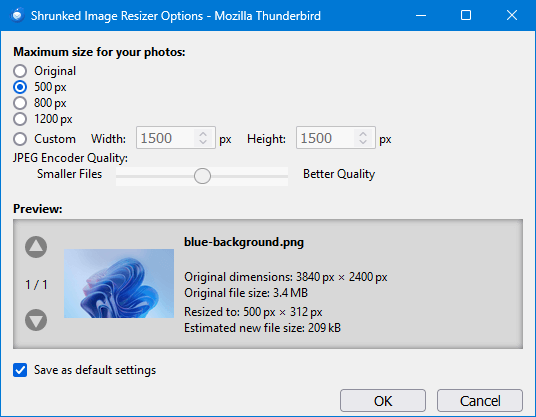 Shrunked Image Resizer Options - Mozilla Thunderbird
Maximum size for your photos:
Original
500 px
800 px
1200 px
Custom Width: 1500 px Height: 1500 px
JPEG Encoder Quality:
Smaller Files Better Quality
Preview:
blue-background.png
Original dimensions: 3840 px × 2400 px
Original file size: 3.4 MB
1 / 1
Resized to: 500 px × 312 px
Estimated new file size: 209 kB
Save as default settings
OK Cancel